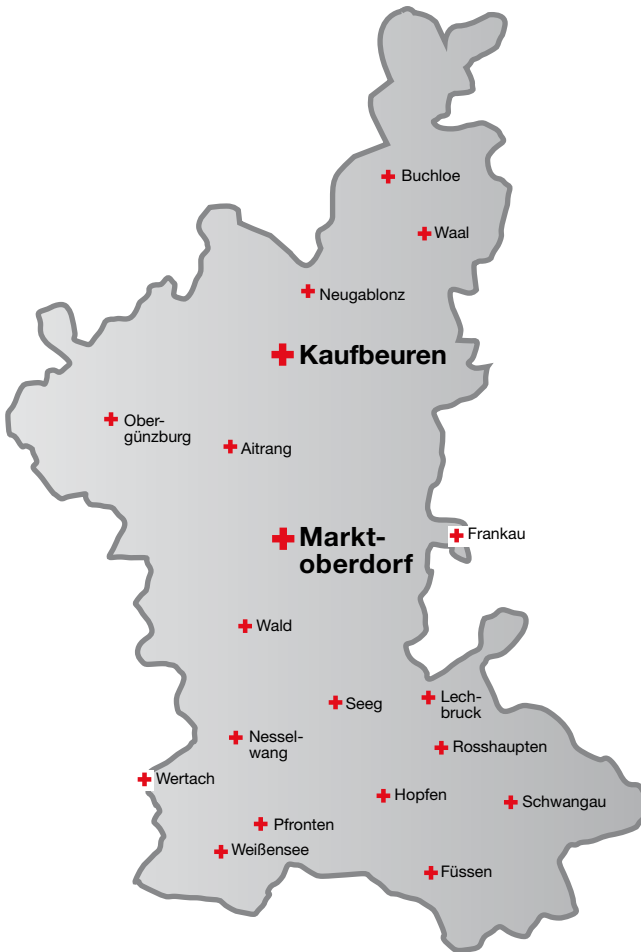 Buchloe
Waal
Neugablonz
Kaufbeuren
Ober-
günzburg
Aitrang
Markt-
oberdorf
Frankau
Wald
Seeg
Lech-
bruck
Nessel-
wang
Rosshaupten
Wertach
Hopfen
Schwangau
Pfronten
Weißensee
Füssen